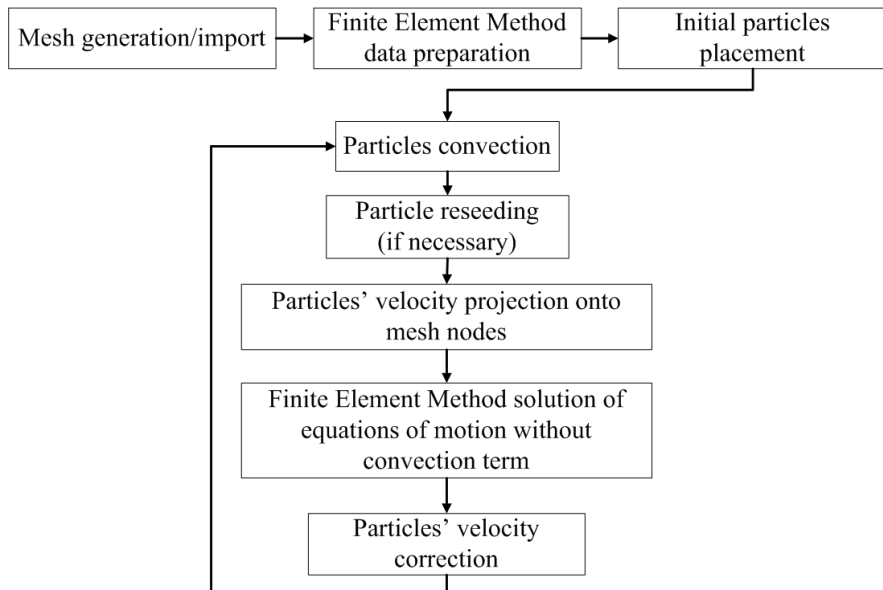 Mesh generation/import
Finite Element Method
data preparation
Initial particles
placement
Particles convection
Particle reseeding
(if necessary)
Particles’ velocity projection onto
mesh nodes
Finite Element Method solution of
equations of motion without
convection term
Particles’ velocity
correction